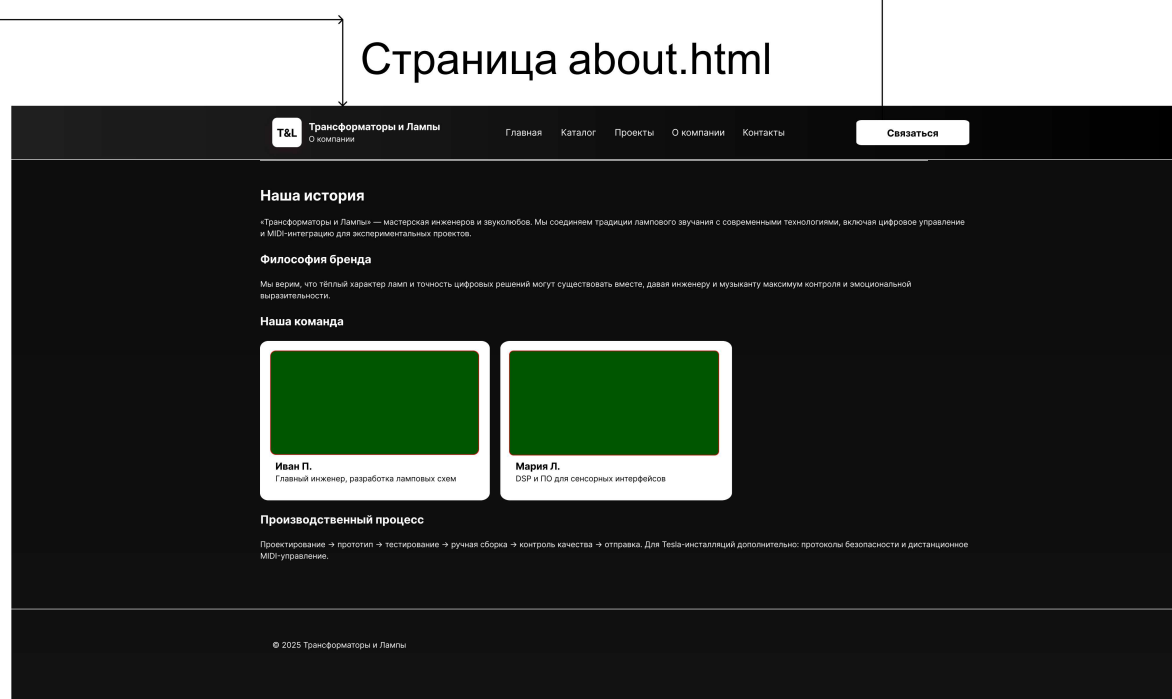 Страница about.html
T&L
Трансформаторы и Лампы
О компании
Главная
Каталог
Проекты
О компании
Контакты
Связаться
Наша история
«Трансформаторы и Лампы» — мастерская инженеров и звуколюбов. Мы соединяем традиции лампового звучания с современными технологиями, включая цифровое управление
и MIDI-интеграцию для экспериментальных проектов.
Философия бренда
Мы верим, что тёплый характер ламп и точность цифровых решений могут существовать вместе, давая инженеру и музыканту максимум контроля и эмоциональной
выразительности.
Наша команда
Иван П.
Главный инженер, разработка ламповых схем
Мария Л.
DSP и ПО для сенсорных интерфейсов
Производственный процесс
Проектирование → прототип → тестирование → ручная сборка → контроль качества → отправка. Для Tesla-инсталляций дополнительно: протоколы безопасности и дистанционное
MIDI-управление.
© 2025 Трансформаторы и Лампы